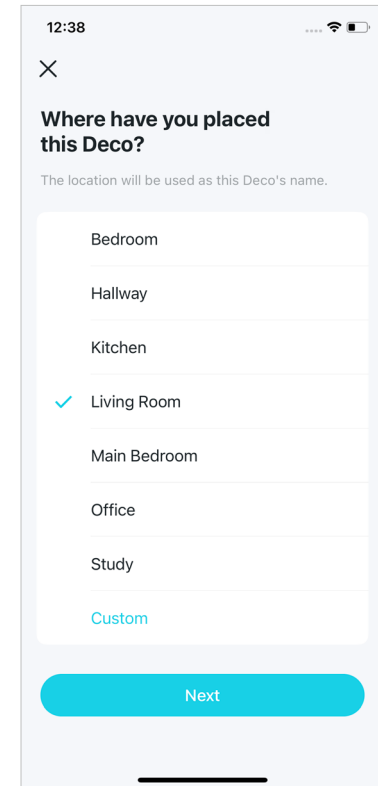 12:38
Where have you placed
this Deco?
The location will be used as this Deco's name.
Bedroom
Hallway
Kitchen
Living Room
Main Bedroom
Office
Study
Custom
Next